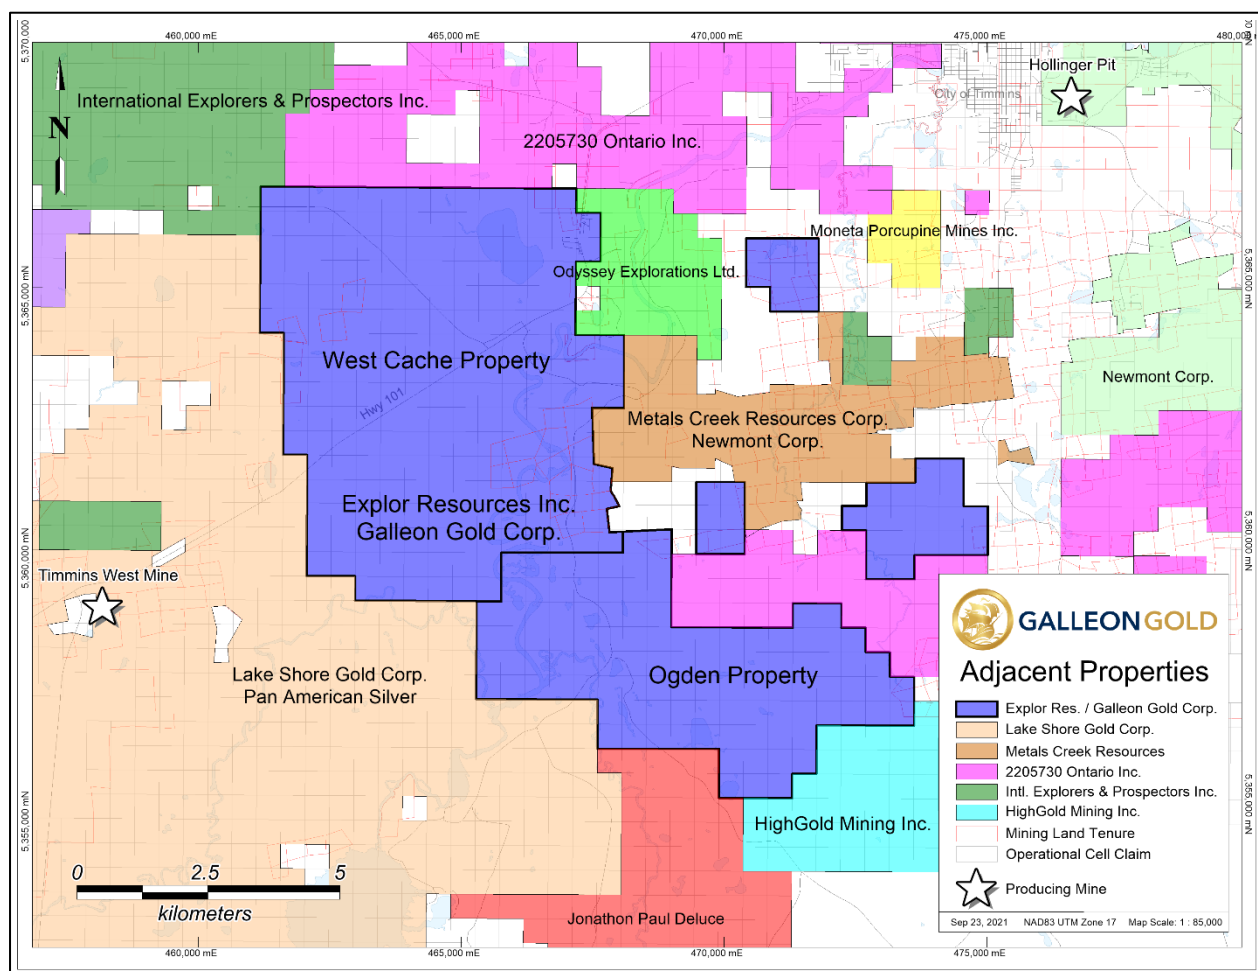 460,000 mE
465,000 mE
470,000 mE
475,000 mE
480,000
5,370,000
International Explorers & Prospectors Inc.
N
2205730 Ontario Inc.
City of Timmins
Hollinger Pit
Moneta Porcupine Mines Inc.
Odyssey Explorations Ltd.
5,365,000 mN
5,365,000 mN
West Cache Property
Hwy 101
Newmont Corp.
Metals Creek Resources Corp.
Newmont Corp.
Explor Resources Inc.
Galleon Gold Corp.
5,360,000 mN
5,360,000 mN
Timmins West Mine
Lake Shore Gold Corp.
Pan American Silver
Ogden Property
HighGold Mining Inc.
5,355,000 mN
5,355,000 mN
Jonathon Paul Deluce
0 2.5 5
kilometers
GALLEON GOLD
Adjacent Properties
Explor Res. / Galleon Gold Corp.
Lake Shore Gold Corp.
Metals Creek Resources
2205730 Ontario Inc.
Intl. Explorers & Prospectors Inc.
HighGold Mining Inc.
Mining Land Tenure
Operational Cell Claim
Producing Mine
Sep 23, 2021 NAD83 UTM Zone 17 Map Scale: 1 : 85,000
460,000 mE
465,000 mE
470,000 mE
475,000 mE